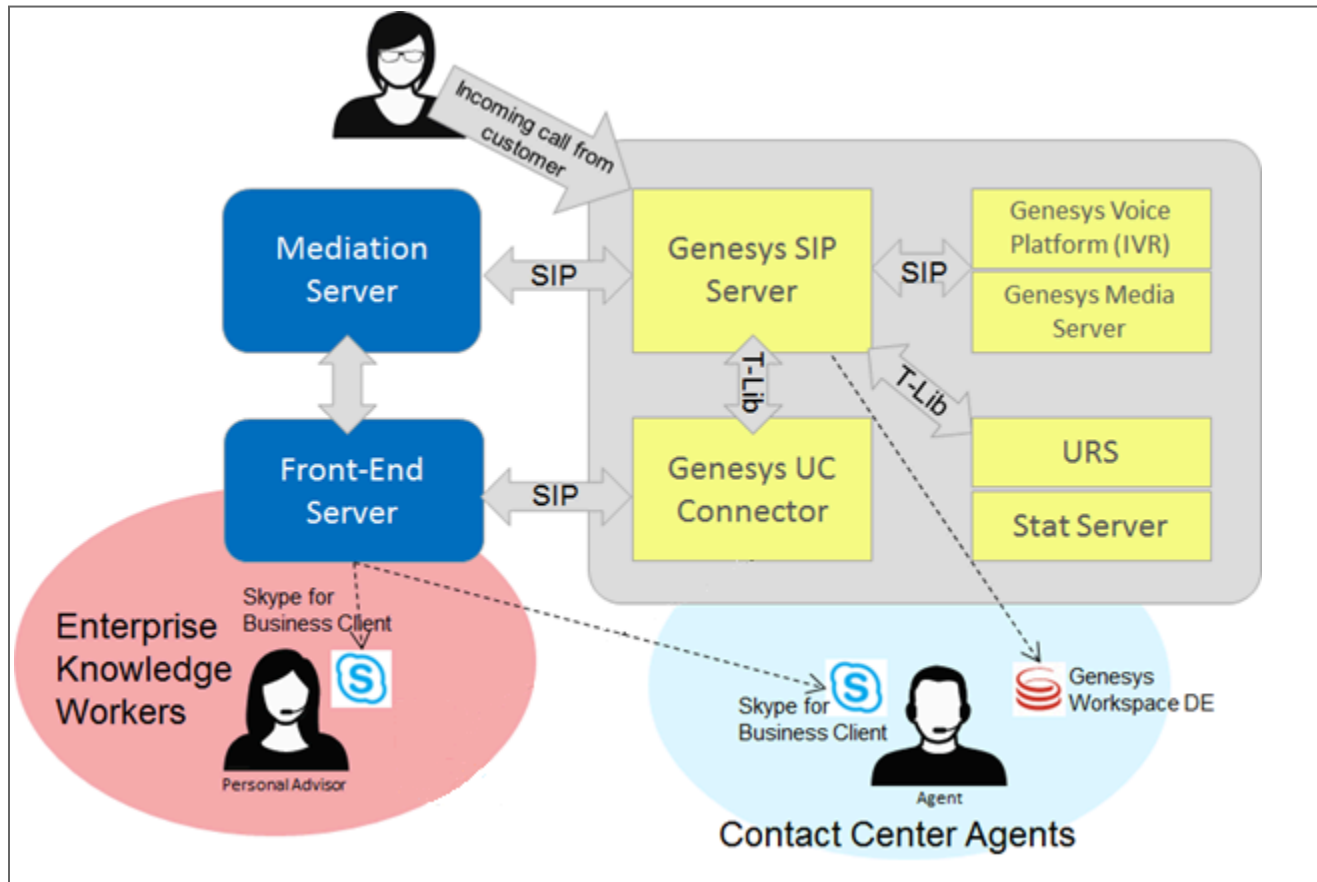 Incoming call from
customer
Mediation
Server
SIP
Genesys SIP
Server
SIP
Genesys Voice
Platform (IVR)
Genesys Media
Server
T-Lib
T-Lib
Front-End
Server
SIP
Genesys UC
Connector
URS
Stat Server
Enterprise
Knowledge
Workers
Skype for
Business Client
S
Personal Advisor
Skype for
Business Client
S
Agent
Genesys
Workspace DE
Contact Center Agents